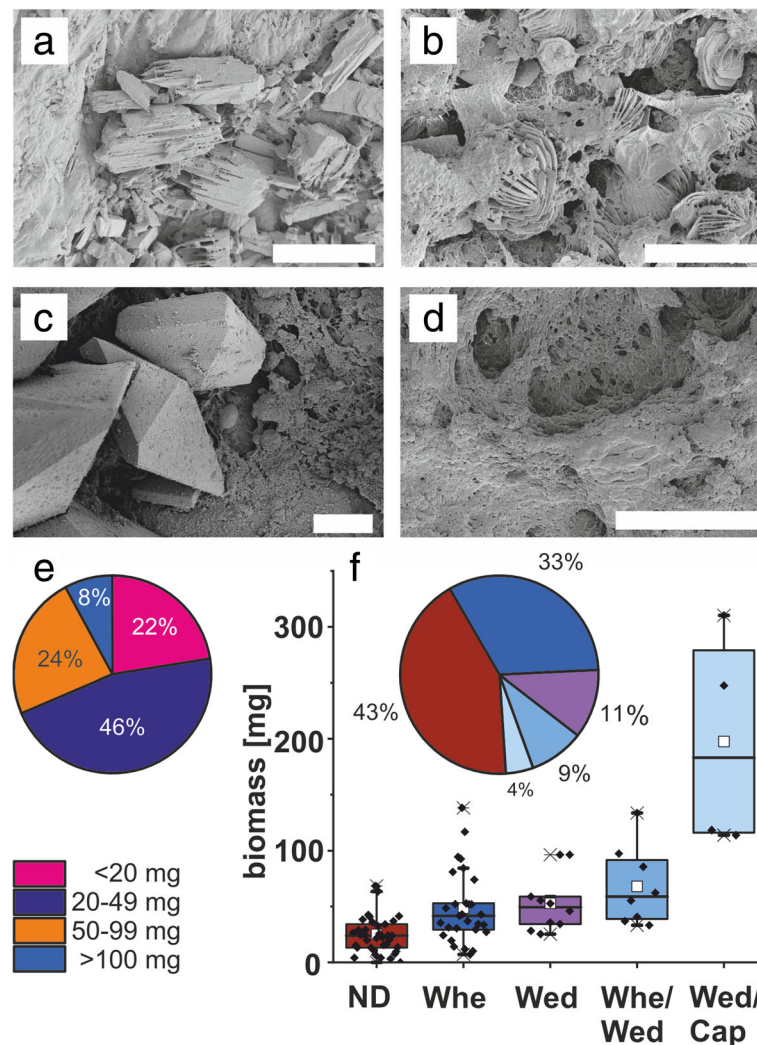 a
b
c
d
e
8%
22%
24%
46%
<20 mg
20-49 mg
50-99 mg
>100 mg
f
33%
43%
11%
9%
4%
biomass [mg]
300
200
100
0
ND
Whe
Wed
Whe/
Wed
Wed/
Cap